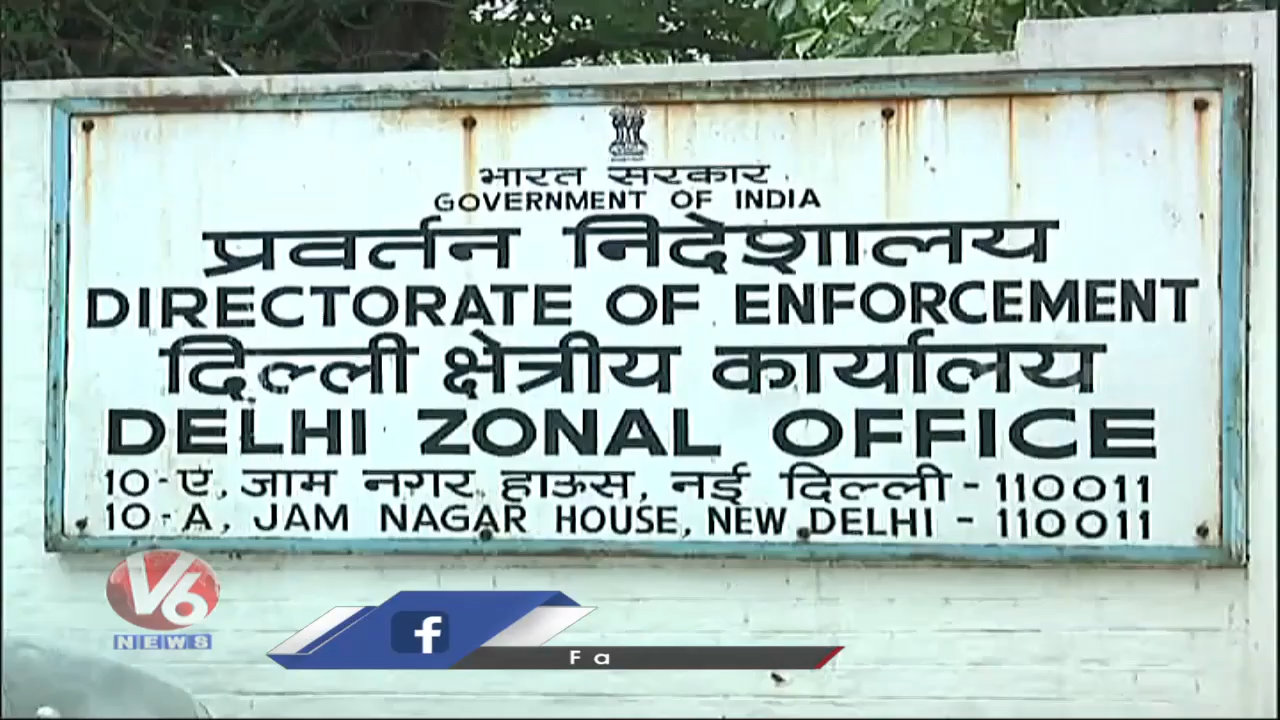 भारत सरकार
GOVERNMENT OF INDIA
प्रवर्तन निदेशालय
DIRECTORATE OF ENFORCEMENT
दिल्ली क्षेत्रीय कार्यालय
DELHI ZONAL OFFICE
10-ए, जाम नगर हाऊस, नई दिल्ली - 110011
10-A, JAM NAGAR HOUSE, NEW DELHI - 110011
V6
NEWS
f
Fa